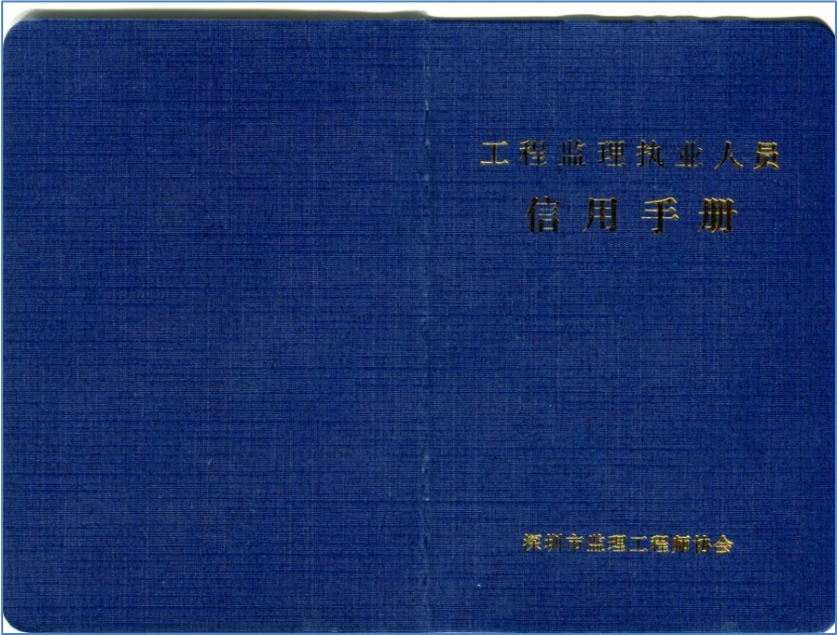 工程监理执业人员
信用手册
深圳市监理工程师协会